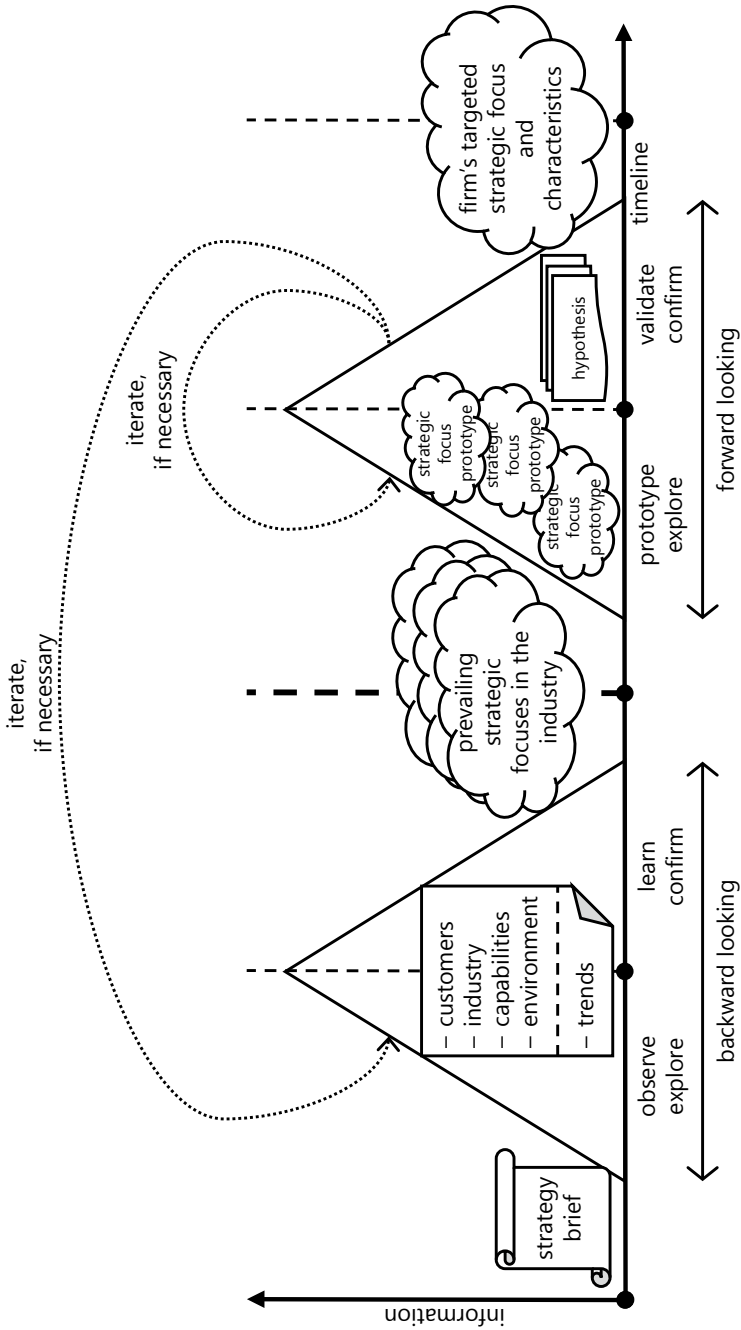 iterate,
if necessary
iterate,
if necessary
information
strategy
brief
– customers
– industry
– capabilities
– environment
– trends
prevailing
strategic
focuses in the
industry
strategic
focus
prototype
strategic
focus
prototype
strategic
focus
prototype
hypothesis
firm's targeted
strategic focus
and
characteristics
observe
explore
learn
confirm
prototype
explore
validate
confirm
timeline
backward looking
forward looking